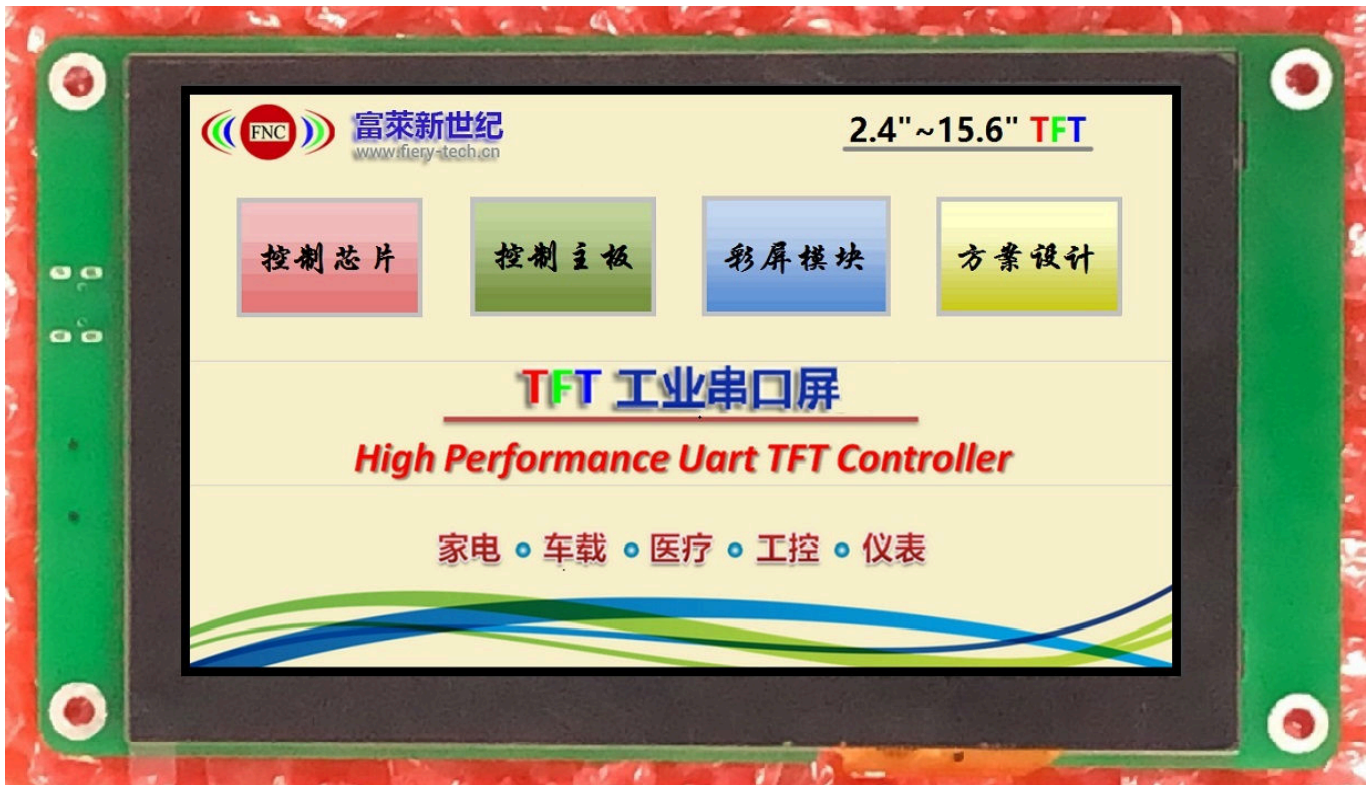 FNC 富莱新世纪
www.fiery-tech.cn
2.4"~15.6" TFT
控制芯片 控制主板 彩屏模块 方案设计
TFT 工业串口屏
High Performance Uart TFT Controller
家电 • 车载 • 医疗 • 工控 • 仪表